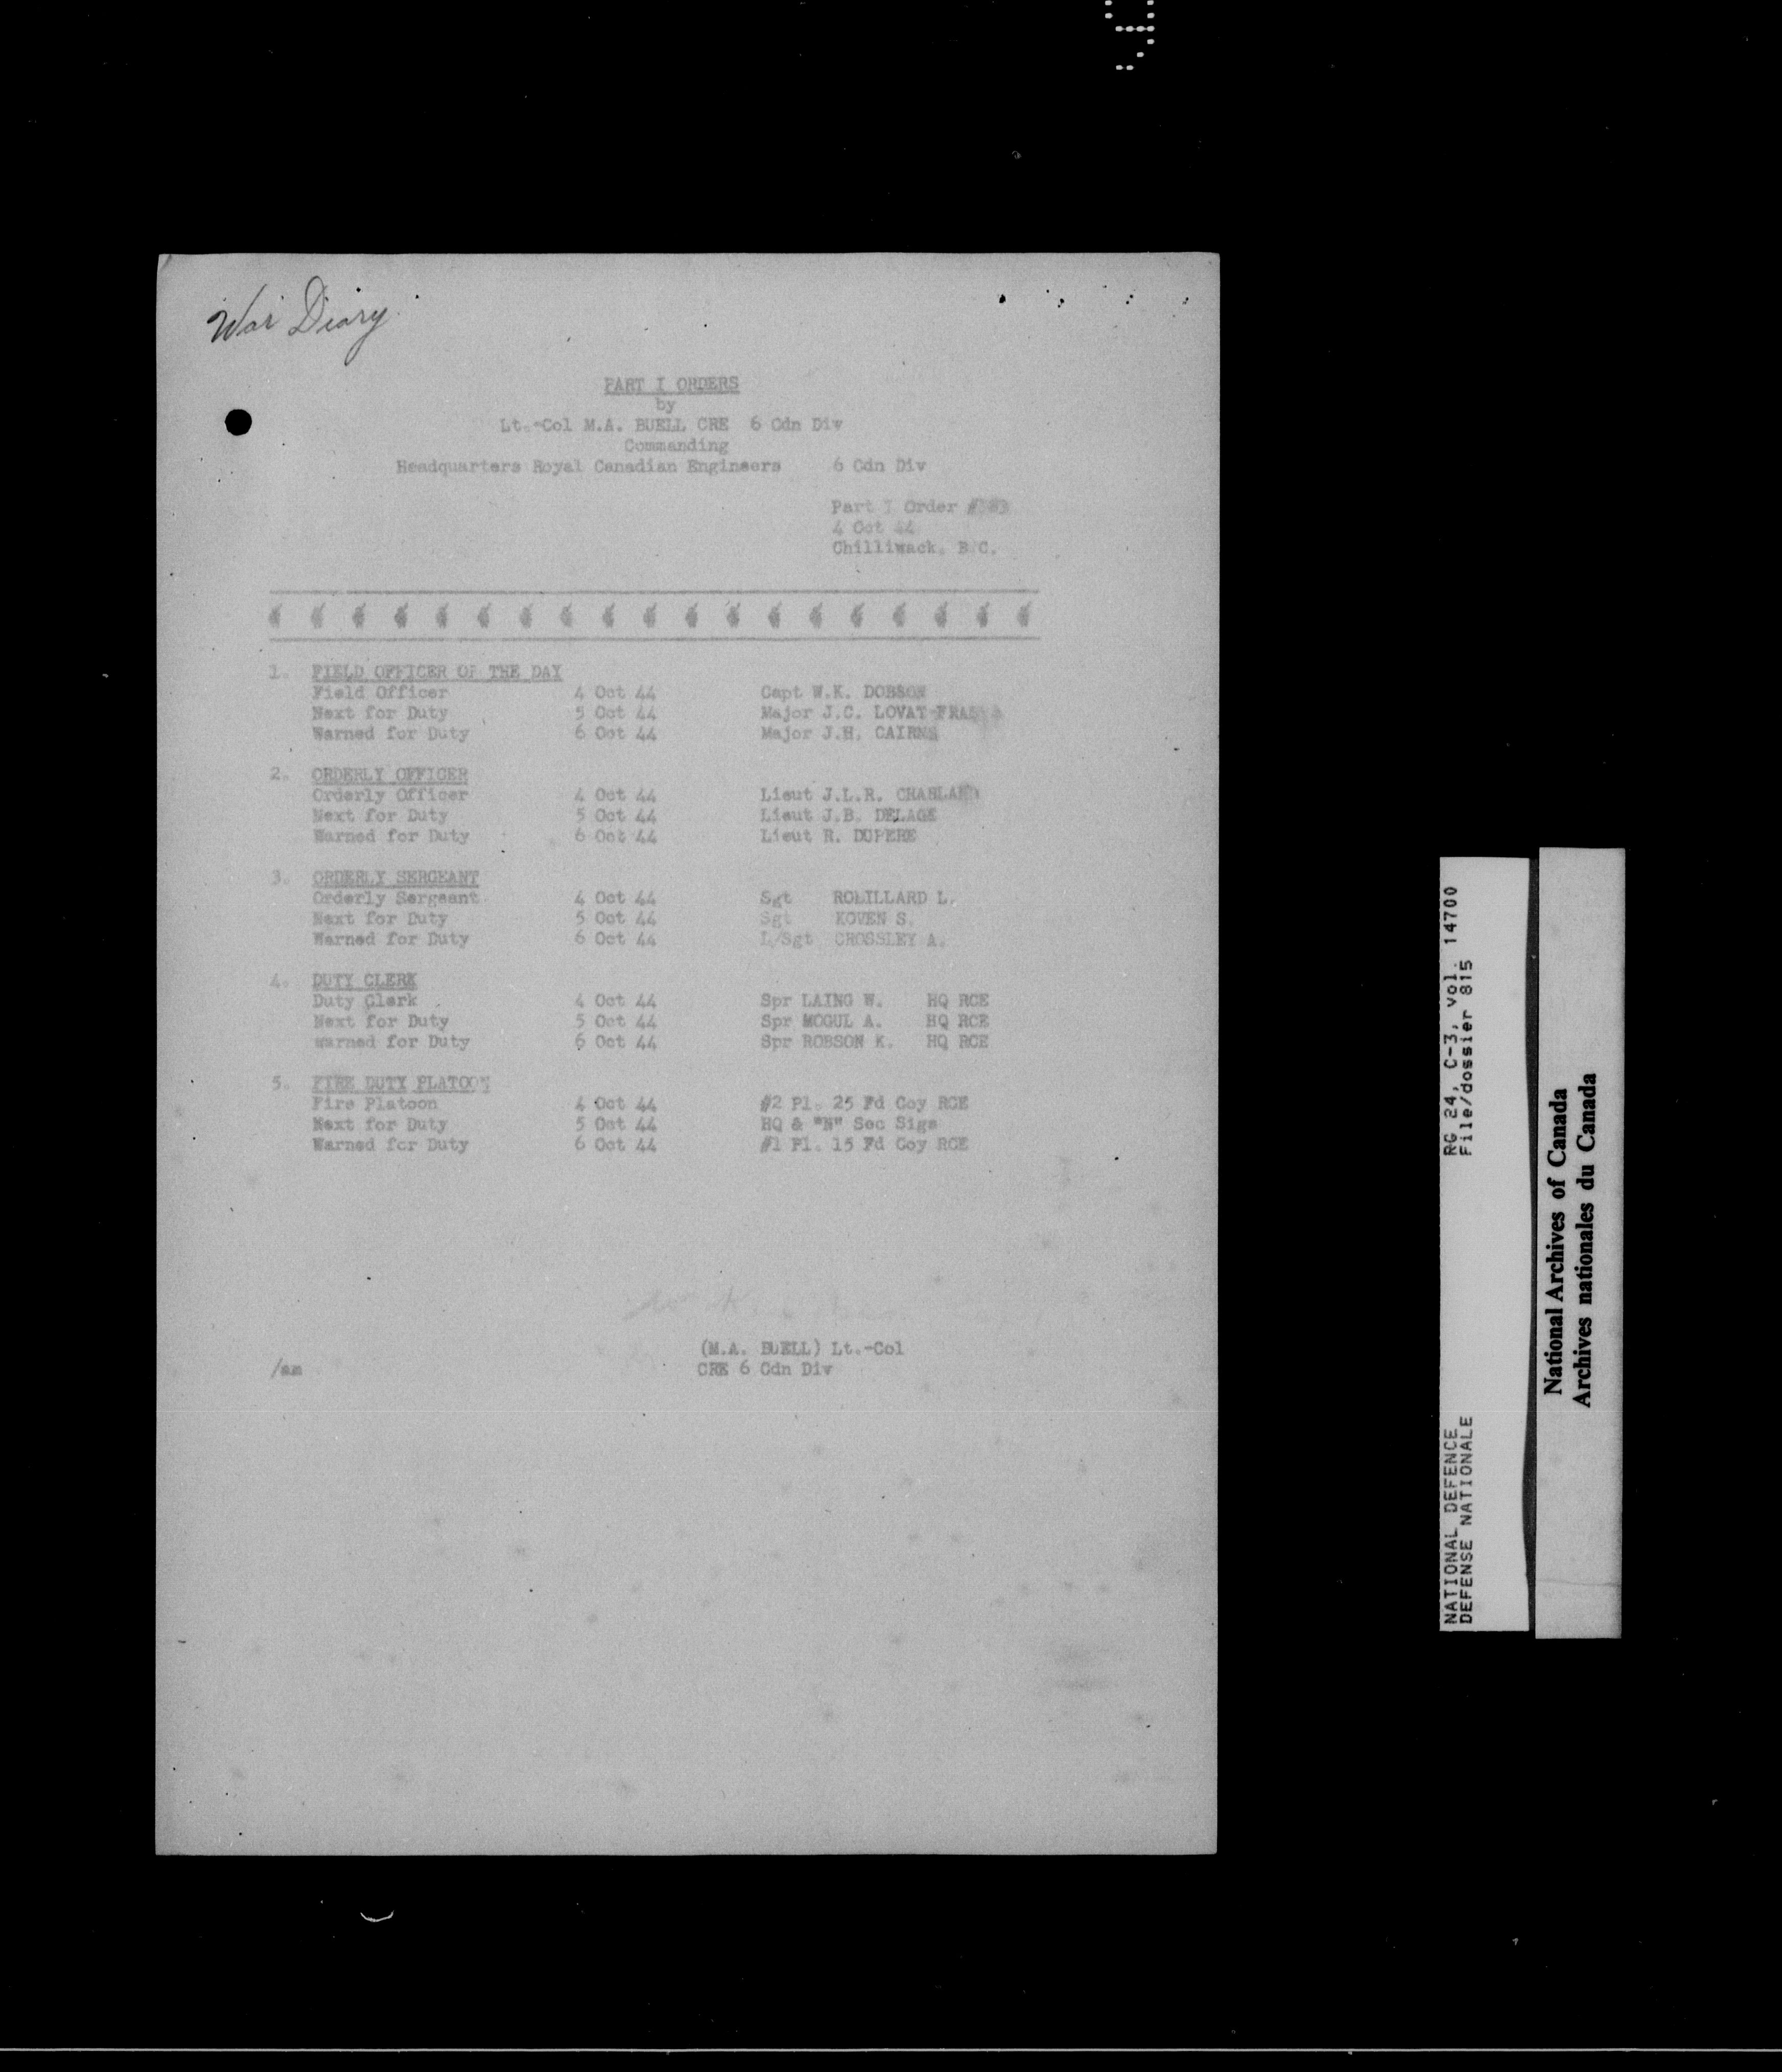 War Diary
PART I ORDERS
by
Lt.-Col M.A. BUELL CRE 6 Cdn Div
Commanding
Headquarters Royal Canadian Engineers 6 Cdn Div
Part I Order
4 Oct 44
Chilliwack, B.C.
1. FIELD OFFICER OF THE DAY
Field Officer 4 Oct 44 Capt W.K. DOBSON
Next for Duty 5 Oct 44 Major J.C. LOVAT-FRASER
Warned for Duty 6 Oct 44 Major J.H. CAIRNS
2. ORDERLY OFFICER
Orderly Officer 4 Oct 44 Lieut J.L.R.
Next for Duty 5 Oct 44 Lieut J.B. DELAGE
Warned for Duty 6 Oct 44 Lieut R. DUPERE
3. ORDERLY SERGEANT
Orderly Sergeant 4 Oct 44 Sgt ROBILLARD L.
Next for Duty 5 Oct 44 Sgt KOVEN S.
Warned for Duty 6 Oct 44 L/Sgt CROSSLEY A.
4. DUTY CLERK
Duty Clerk 4 Oct 44 Spr LAING W. HQ RCE
Next for Duty 5 Oct 44 Spr MOGUL A. HQ RCE
Warned for Duty 6 Oct 44 Spr ROBSON K. HQ RCE
5. FIRE DUTY PLATOON
Fire Platoon 4 Oct 44 #2 Pl. 25 Fd Coy RCE
Next for Duty 5 Oct 44 HQ & "N" Sec Sigs
Warned for Duty 6 Oct 44 #1 Pl. 15 Fd Coy RCE
(M.A. BUELL) Lt.-Col
/am CRE 6 Cdn Div
NATIONAL DEFENCE RG 24, C-3, vol. 14700
DEFENSE NATIONALE File/dossier 815
National Archives of Canada
Archives nationales du Canada